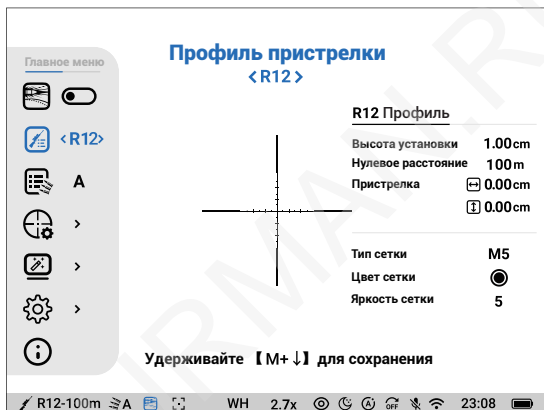 Главное меню
Профиль пристрелки
<R12>
<R12>
A
R12 Профиль
Высота установки 1.00cm
Нулевое расстояние 100m
Пристрелка 0.00cm
0.00cm
Тип сетки M5
Цвет сетки
Яркость сетки 5
Удерживайте 【M+↓】 для сохранения
R12-100m A WH 2.7x A OFF 23:08
IRMAN.R